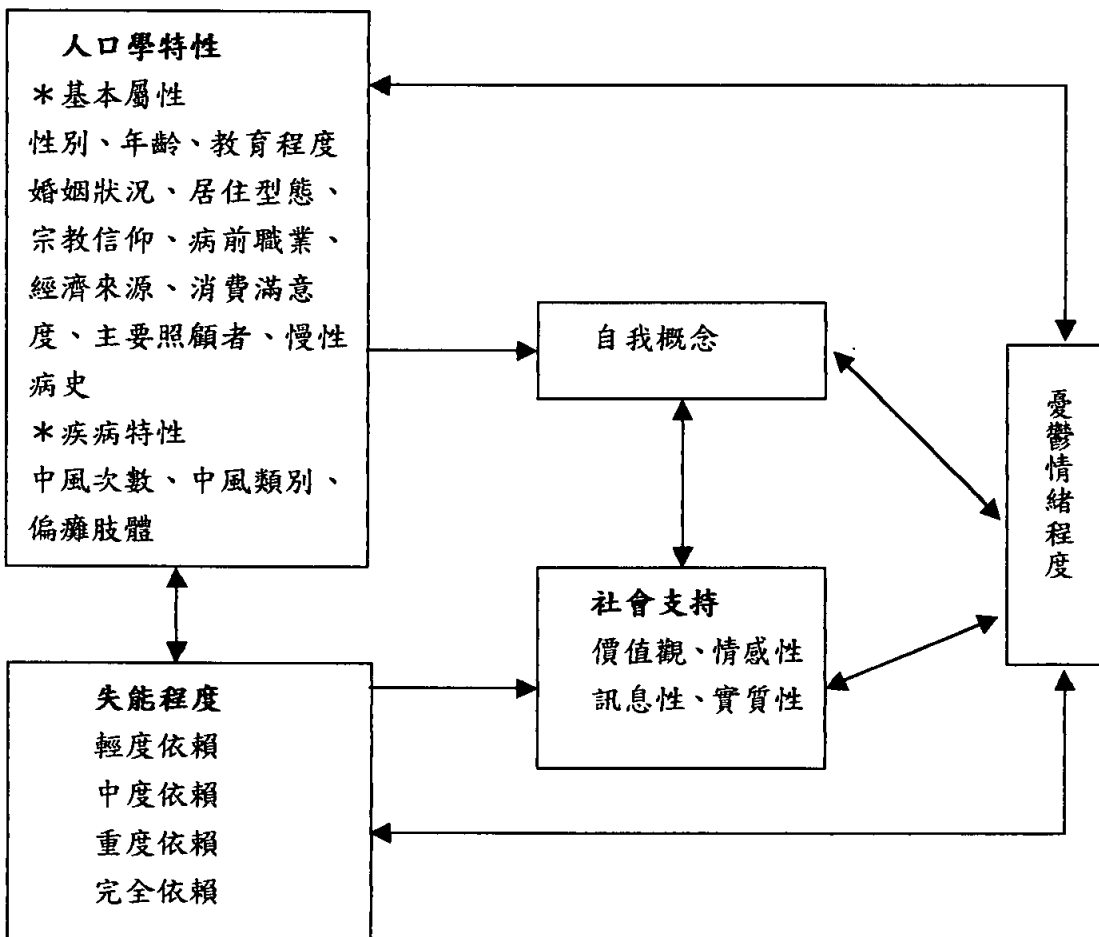 人口學特性
＊基本屬性
性別、年齡、教育程度
婚姻狀況、居住型態、
宗教信仰、病前職業、
經濟來源、消費滿意
度、主要照顧者、慢性
病史
＊疾病特性
中風次數、中風類別、
偏癱肢體
自我概念
社會支持
價值觀、情感性
訊息性、實質性
失能程度
輕度依賴
中度依賴
重度依賴
完全依賴
憂鬱情緒程度